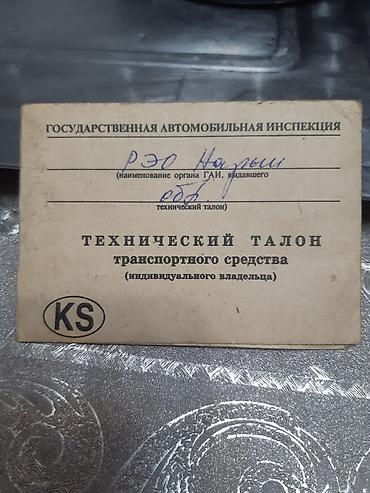 ГОСУДАРСТВЕННАЯ АВТОМОБИЛЬНАЯ ИНСПЕКЦИЯ
РЭО Нарын
(наименование органа ГАИ, выдавшего
обл
технический талон)
ТЕХНИЧЕСКИЙ ТАЛОН
транспортного средства
(индивидуального владельца)
KS